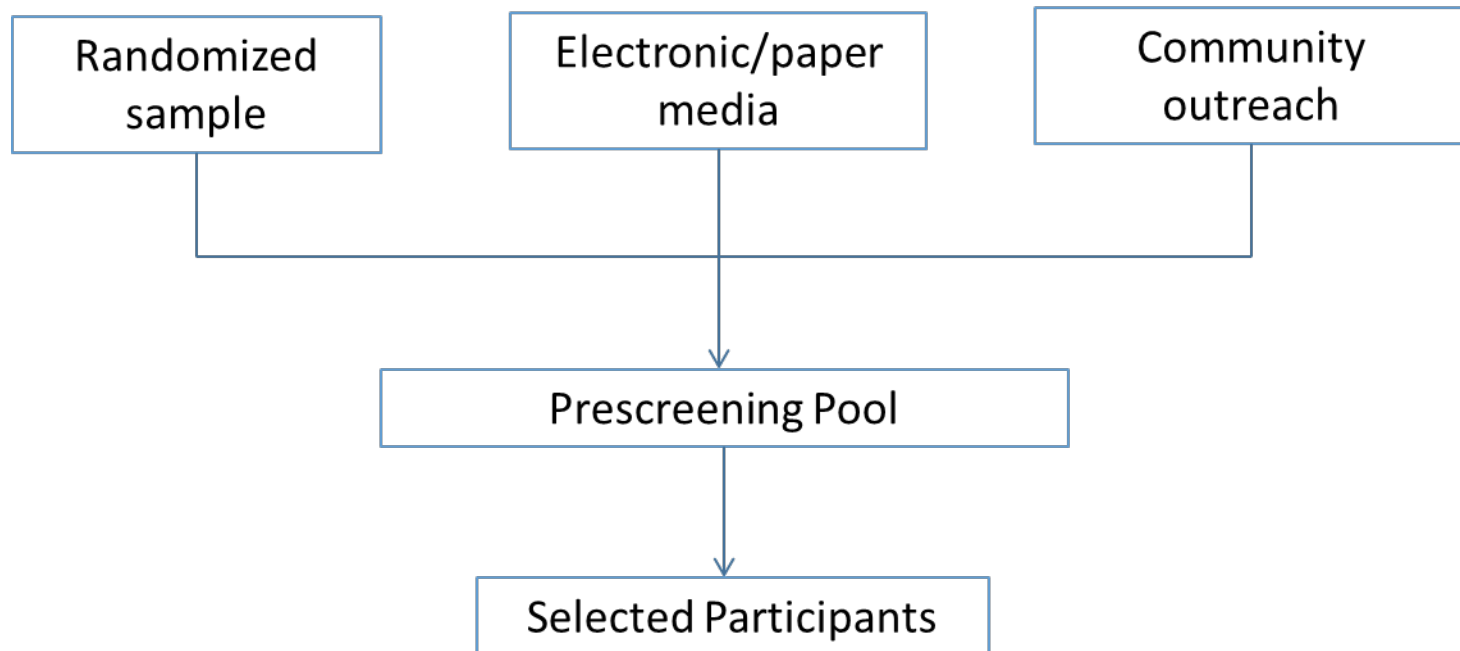 Randomized
sample
Electronic/paper
media
Community
outreach
Prescreening Pool
Selected Participants